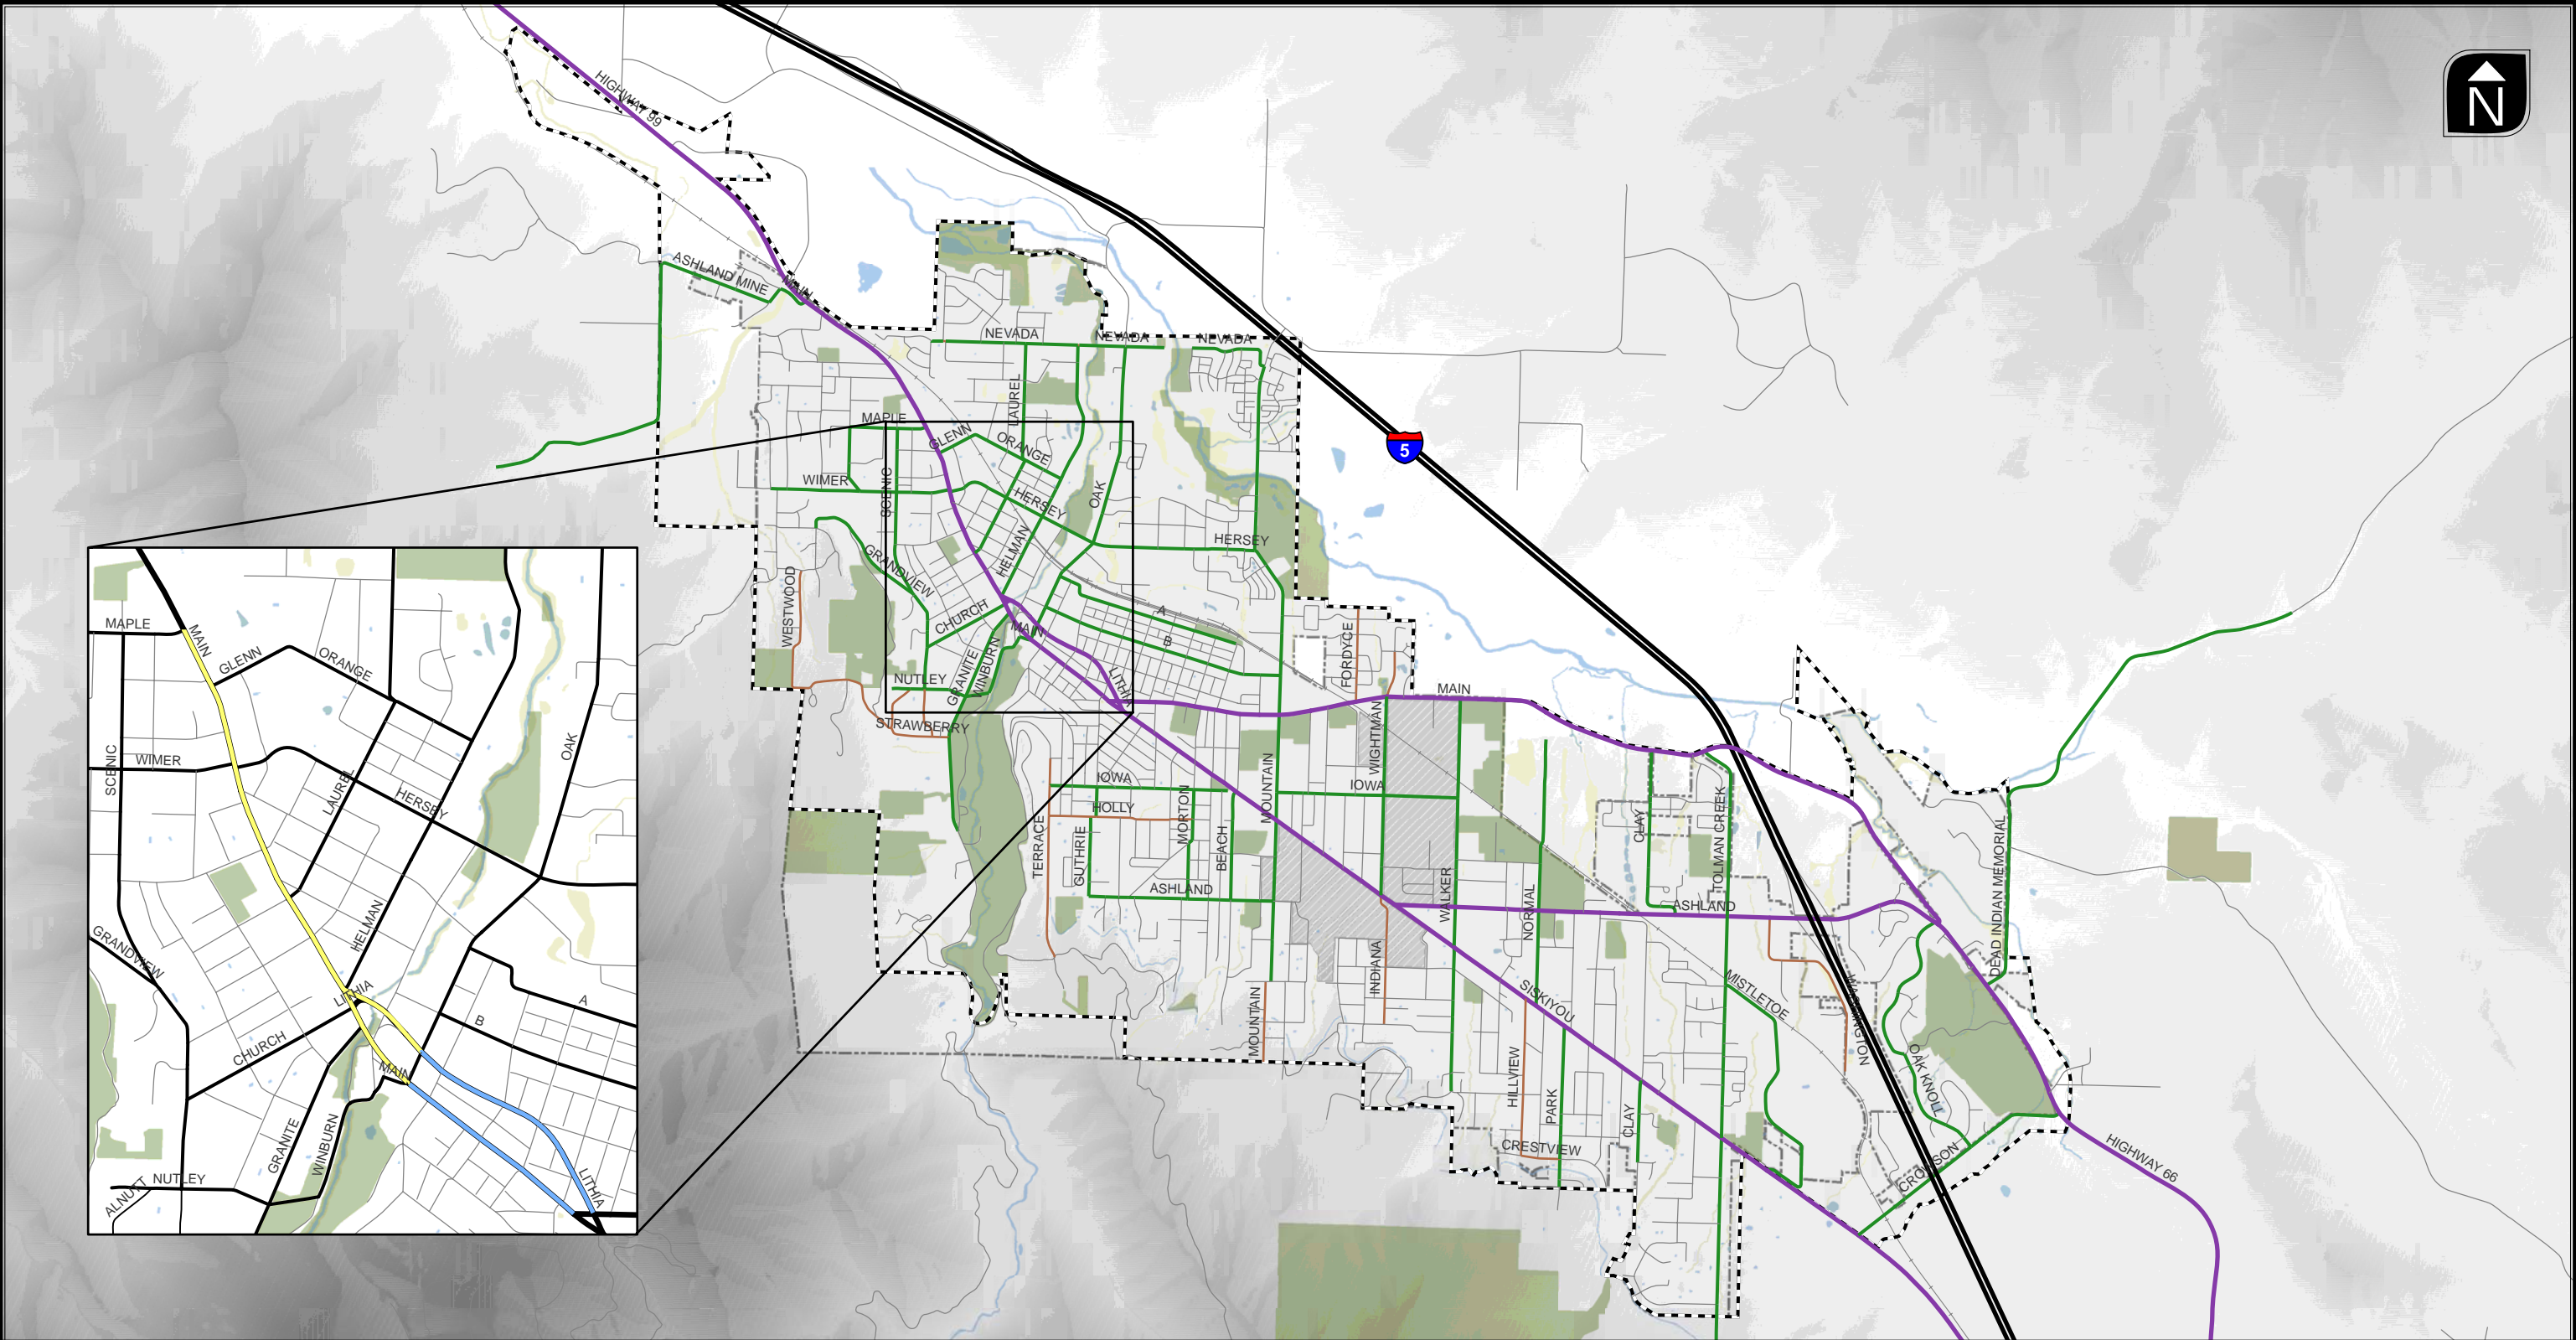 N
HIGHWAY 99
ASHLAND MINE
MAIN
NEVADA
NEVADA
NEVADA
LAUREL
MAPLE
GLENN
ORANGE
5
WIMER
SCENIC
HERSEY
OAK
HERSEY
HELMAN
GRANDVIEW
WESTWOOD
CHURCH
A
MAIN
B
FORDYCE
GRANITE
WINBURN
NUTLEY
LITHIA
MAIN
STRAWBERRY
WIGHTMAN
IOWA
MOUNTAIN
IOWA
HOLLY
MORTON
TERRACE
GUTHRIE
BEACH
CLAY
TOLMAN CREEK
DEAD INDIAN MEMORIAL
ASHLAND
WALKER
NORMAL
ASHLAND
INDIANA
MOUNTAIN
SISKIYOU
MISTLETOE
WASHINGTON
OAK KNOLL
HILLVIEW
PARK
CLAY
CRESTVIEW
CROWSON
HIGHWAY 66
MAPLE
MAIN
GLENN
ORANGE
SCENIC
WIMER
OAK
LAUREL
HERSEY
HELMAN
GRANDVIEW
LITHIA
A
B
CHURCH
MAIN
GRANITE
WINBURN
LITHIA
NUTLEY
ALNUTT